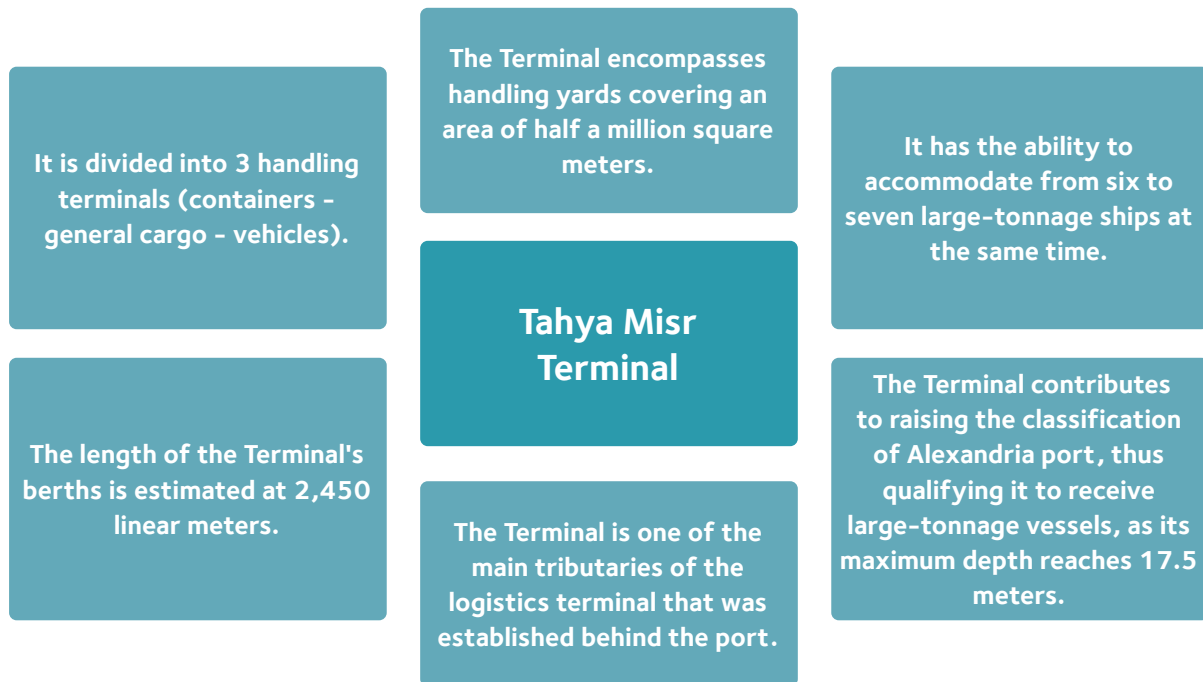 It is divided into 3 handling
terminals (containers -
general cargo - vehicles).
The Terminal encompasses
handling yards covering an
area of half a million square
meters.
It has the ability to
accommodate from six to
seven large-tonnage ships at
the same time.
Tahya Misr
Terminal
The length of the Terminal's
berths is estimated at 2,450
linear meters.
The Terminal is one of the
main tributaries of the
logistics terminal that was
established behind the port.
The Terminal contributes
to raising the classification
of Alexandria port, thus
qualifying it to receive
large-tonnage vessels, as its
maximum depth reaches 17.5
meters.